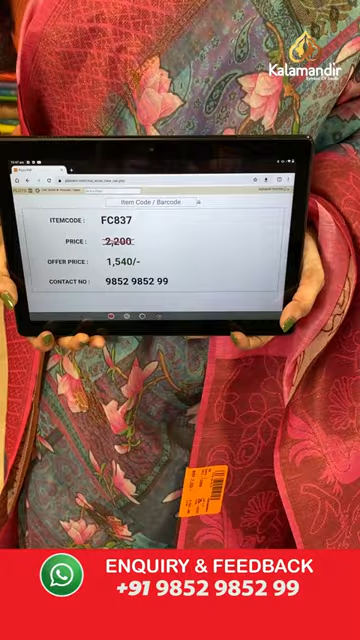 Kalamandir
Item Code / Barcode
ITEMCODE : FC837
PRICE : 2,200
OFFER PRICE : 1,540/-
CONTACT NO : 9852 9852 99
ENQUIRY & FEEDBACK
+91 9852 9852 99